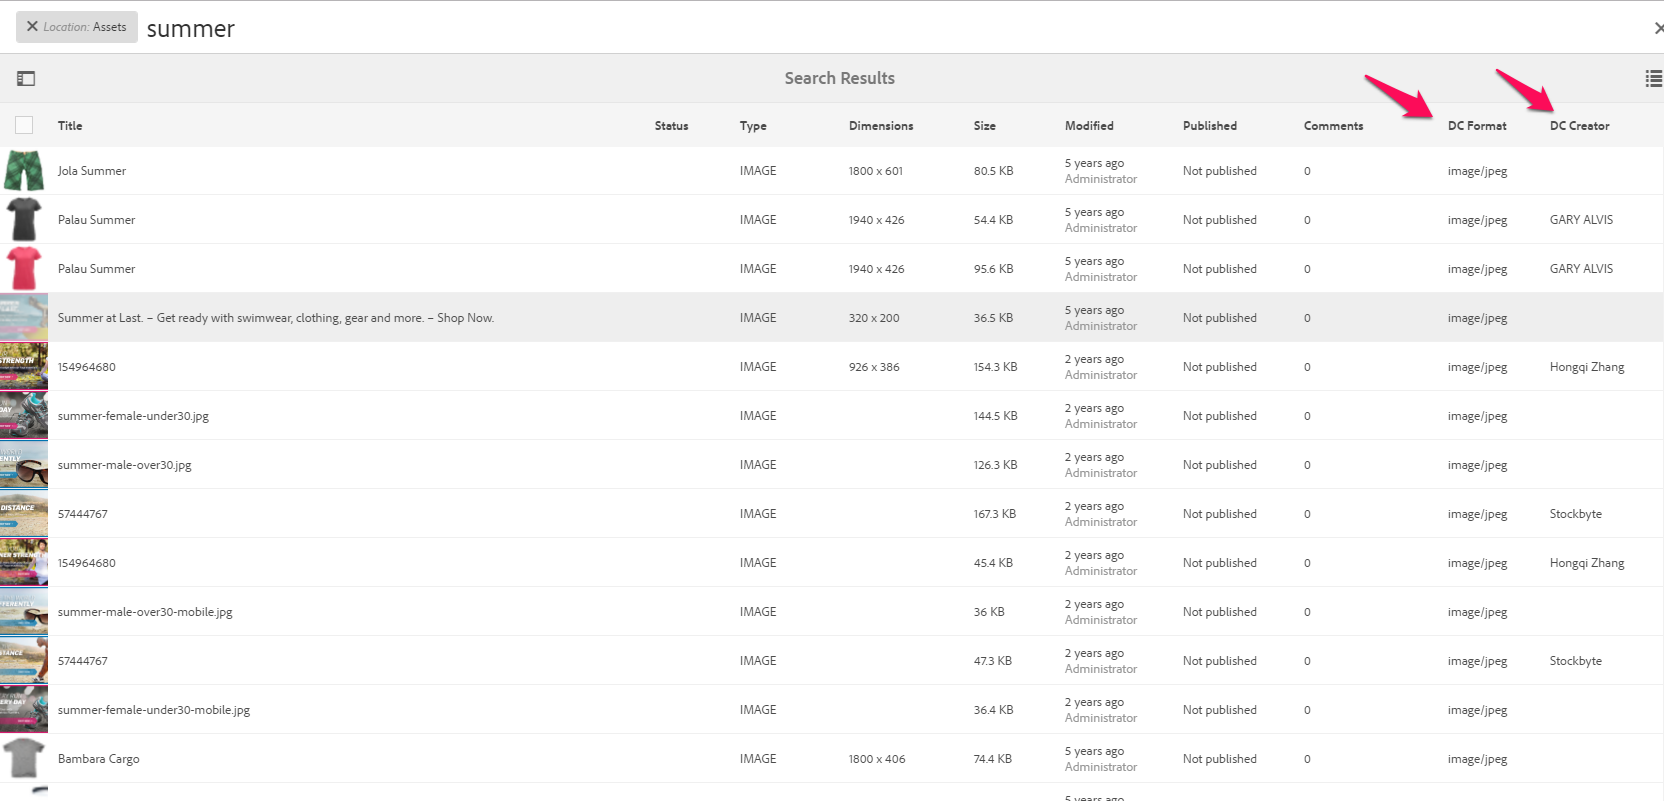 ✕ Location: Assets summer ✕
Search Results
Title Status Type Dimensions Size Modified Published Comments DC Format DC Creator
Jola Summer IMAGE 1800 x 601 80.5 KB 5 years ago Not published 0 image/jpeg
Administrator
Palau Summer IMAGE 1940 x 426 54.4 KB 5 years ago Not published 0 image/jpeg GARY ALVIS
Administrator
Palau Summer IMAGE 1940 x 426 95.6 KB 5 years ago Not published 0 image/jpeg GARY ALVIS
Administrator
Summer at Last. – Get ready with swimwear, clothing, gear and more. – Shop Now. IMAGE 320 x 200 36.5 KB 5 years ago Not published 0 image/jpeg
Administrator
STRENGTH 154964680 IMAGE 926 x 386 154.3 KB 2 years ago Not published 0 image/jpeg Hongqi Zhang
Administrator
DAY summer-female-under30.jpg IMAGE 144.5 KB 2 years ago Not published 0 image/jpeg
Administrator
summer-male-over30.jpg IMAGE 126.3 KB 2 years ago Not published 0 image/jpeg
Administrator
DISTANCE 57444767 IMAGE 167.3 KB 2 years ago Not published 0 image/jpeg Stockbyte
Administrator
154964680 IMAGE 45.4 KB 2 years ago Not published 0 image/jpeg Hongqi Zhang
Administrator
summer-male-over30-mobile.jpg IMAGE 36 KB 2 years ago Not published 0 image/jpeg
Administrator
57444767 IMAGE 47.3 KB 2 years ago Not published 0 image/jpeg Stockbyte
Administrator
summer-female-under30-mobile.jpg IMAGE 36.4 KB 2 years ago Not published 0 image/jpeg
Administrator
Bambara Cargo IMAGE 1800 x 406 74.4 KB 5 years ago Not published 0 image/jpeg
Administrator
5 years ago